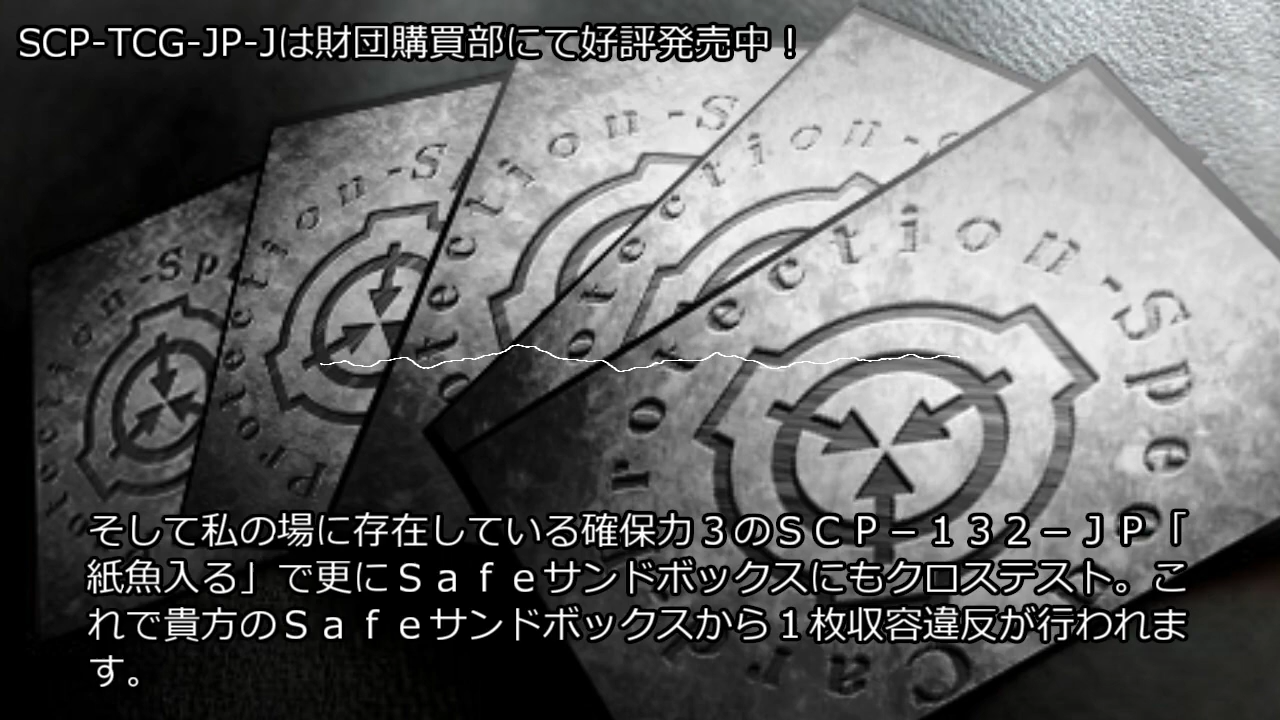 SCP-TCG-JP-Jは財団購買部にて好評発売中！
そして私の場に存在している確保力３のＳＣＰ－１３２－ＪＰ「
紙魚入る」で更にＳａｆｅサンドボックスにもクロステスト。こ
れで貴方のＳａｆｅサンドボックスから１枚収容違反が行われま
す。